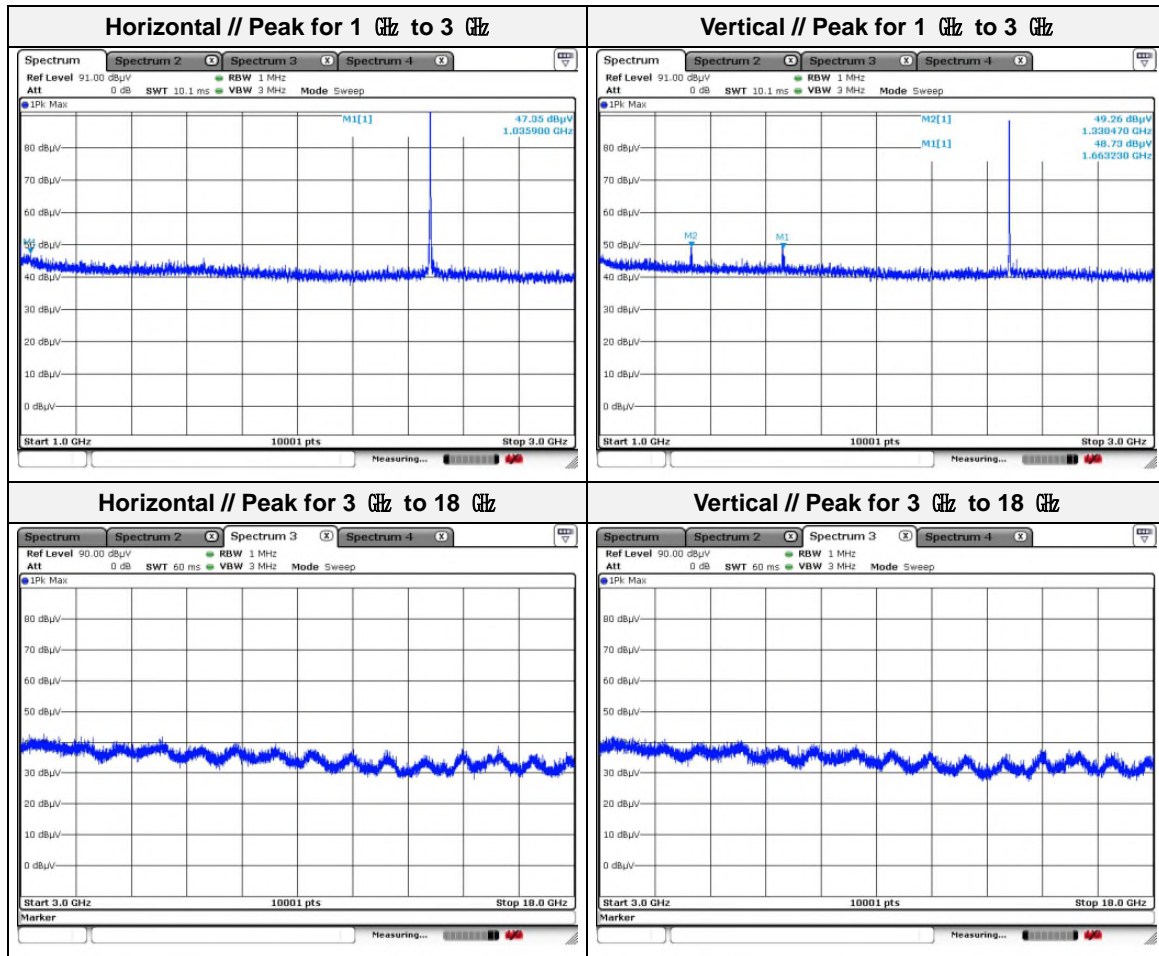 Horizontal // Peak for 1 ㎓ to 3 ㎓
Spectrum Spectrum 2 Spectrum 3 Spectrum 4
Ref Level 91.00 dBµV RBW 1 MHz
Att 0 dB SWT 10.1 ms VBW 3 MHz Mode Sweep
1Pk Max
M1[1] 47.05 dBµV
1.035900 GHz
80 dBµV
70 dBµV
60 dBµV
M1
50 dBµV
40 dBµV
30 dBµV
20 dBµV
10 dBµV
0 dBµV
Start 1.0 GHz 10001 pts Stop 3.0 GHz
Measuring...
Vertical // Peak for 1 ㎓ to 3 ㎓
Spectrum Spectrum 2 Spectrum 3 Spectrum 4
Ref Level 91.00 dBµV RBW 1 MHz
Att 0 dB SWT 10.1 ms VBW 3 MHz Mode Sweep
1Pk Max
M2[1] 49.26 dBµV
1.330470 GHz
M1[1] 48.73 dBµV
1.663230 GHz
80 dBµV
70 dBµV
60 dBµV
M2 M1
50 dBµV
40 dBµV
30 dBµV
20 dBµV
10 dBµV
0 dBµV
Start 1.0 GHz 10001 pts Stop 3.0 GHz
Measuring...
Horizontal // Peak for 3 ㎓ to 18 ㎓
Spectrum Spectrum 2 Spectrum 3 Spectrum 4
Ref Level 90.00 dBµV RBW 1 MHz
Att 0 dB SWT 60 ms VBW 3 MHz Mode Sweep
1Pk Max
80 dBµV
70 dBµV
60 dBµV
50 dBµV
30 dBµV
20 dBµV
10 dBµV
0 dBµV
Start 3.0 GHz 10001 pts Stop 18.0 GHz
Marker
Measuring...
Vertical // Peak for 3 ㎓ to 18 ㎓
Spectrum Spectrum 2 Spectrum 3 Spectrum 4
Ref Level 90.00 dBµV RBW 1 MHz
Att 0 dB SWT 60 ms VBW 3 MHz Mode Sweep
1Pk Max
80 dBµV
70 dBµV
60 dBµV
50 dBµV
30 dBµV
20 dBµV
10 dBµV
0 dBµV
Start 3.0 GHz 10001 pts Stop 18.0 GHz
Marker
Measuring...